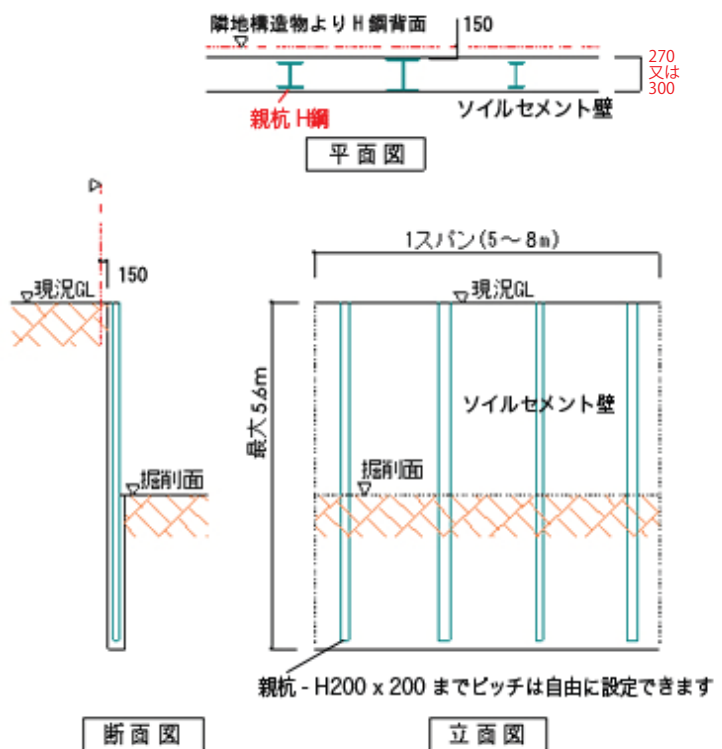 隣地構造物よりH鋼背面
150
270
又は
300
親杭 H鋼
ソイルセメント壁
平面図
150
現況GL
掘削面
断面図
1スパン(5〜8m)
現況GL
最大5.6m
ソイルセメント壁
掘削面
親杭 - H200 x 200 までピッチは自由に設定できます
立面図